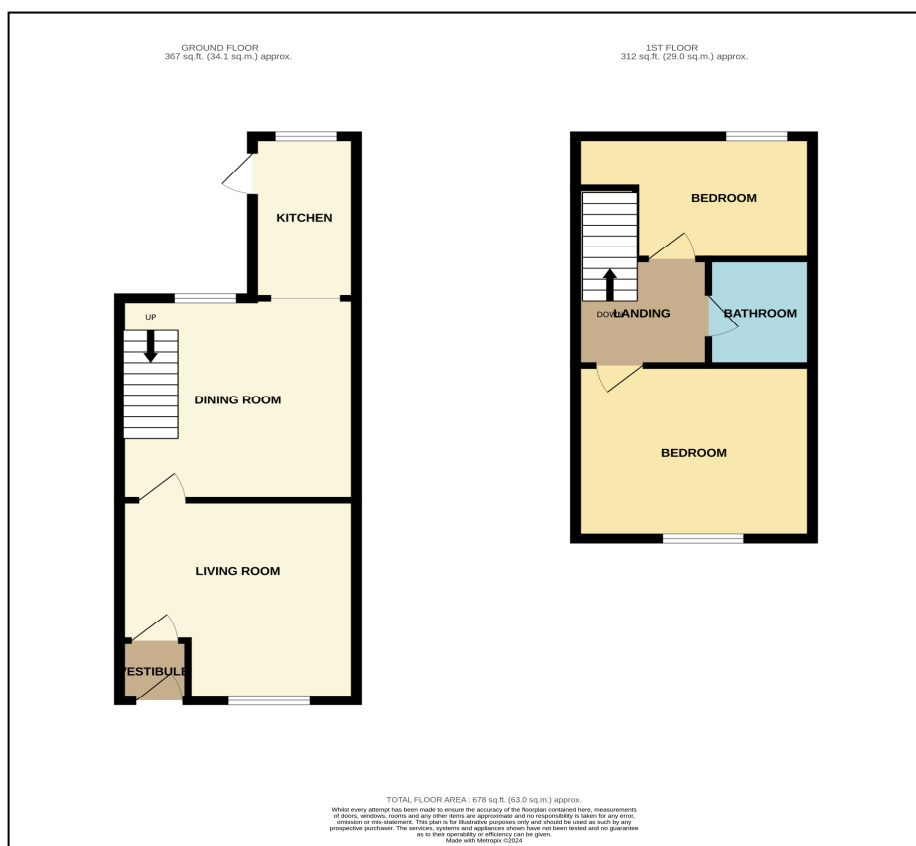 GROUND FLOOR
367 sq.ft. (34.1 sq.m.) approx.
1ST FLOOR
312 sq.ft. (29.0 sq.m.) approx.
KITCHEN
UP
DINING ROOM
LIVING ROOM
VESTIBULE
BEDROOM
DOWN
LANDING
BATHROOM
BEDROOM
TOTAL FLOOR AREA : 678 sq.ft. (63.0 sq.m.) approx.
Whilst every attempt has been made to ensure the accuracy of the floorplan contained here, measurements
of doors, windows, rooms and any other items are approximate and no responsibility is taken for any error,
omission or mis-statement. This plan is for illustrative purposes only and should be used as such by any
prospective purchaser. The services, systems and appliances shown have not been tested and no guarantee
as to their operability or efficiency can be given.
Made with Metropix ©2024